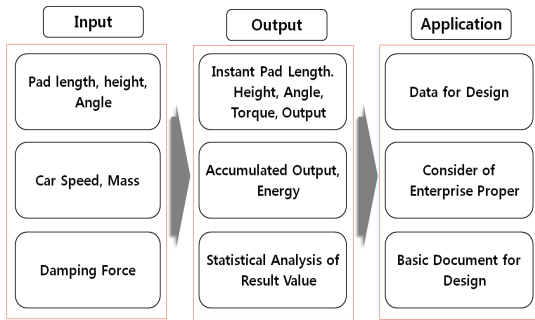 Input
Output
Application
Pad length, height,
Angle
Car Speed, Mass
Damping Force
Instant Pad Length.
Height, Angle,
Torque, Output
Accumulated Output,
Energy
Statistical Analysis of
Result Value
Data for Design
Consider of
Enterprise Proper
Basic Document for
Design